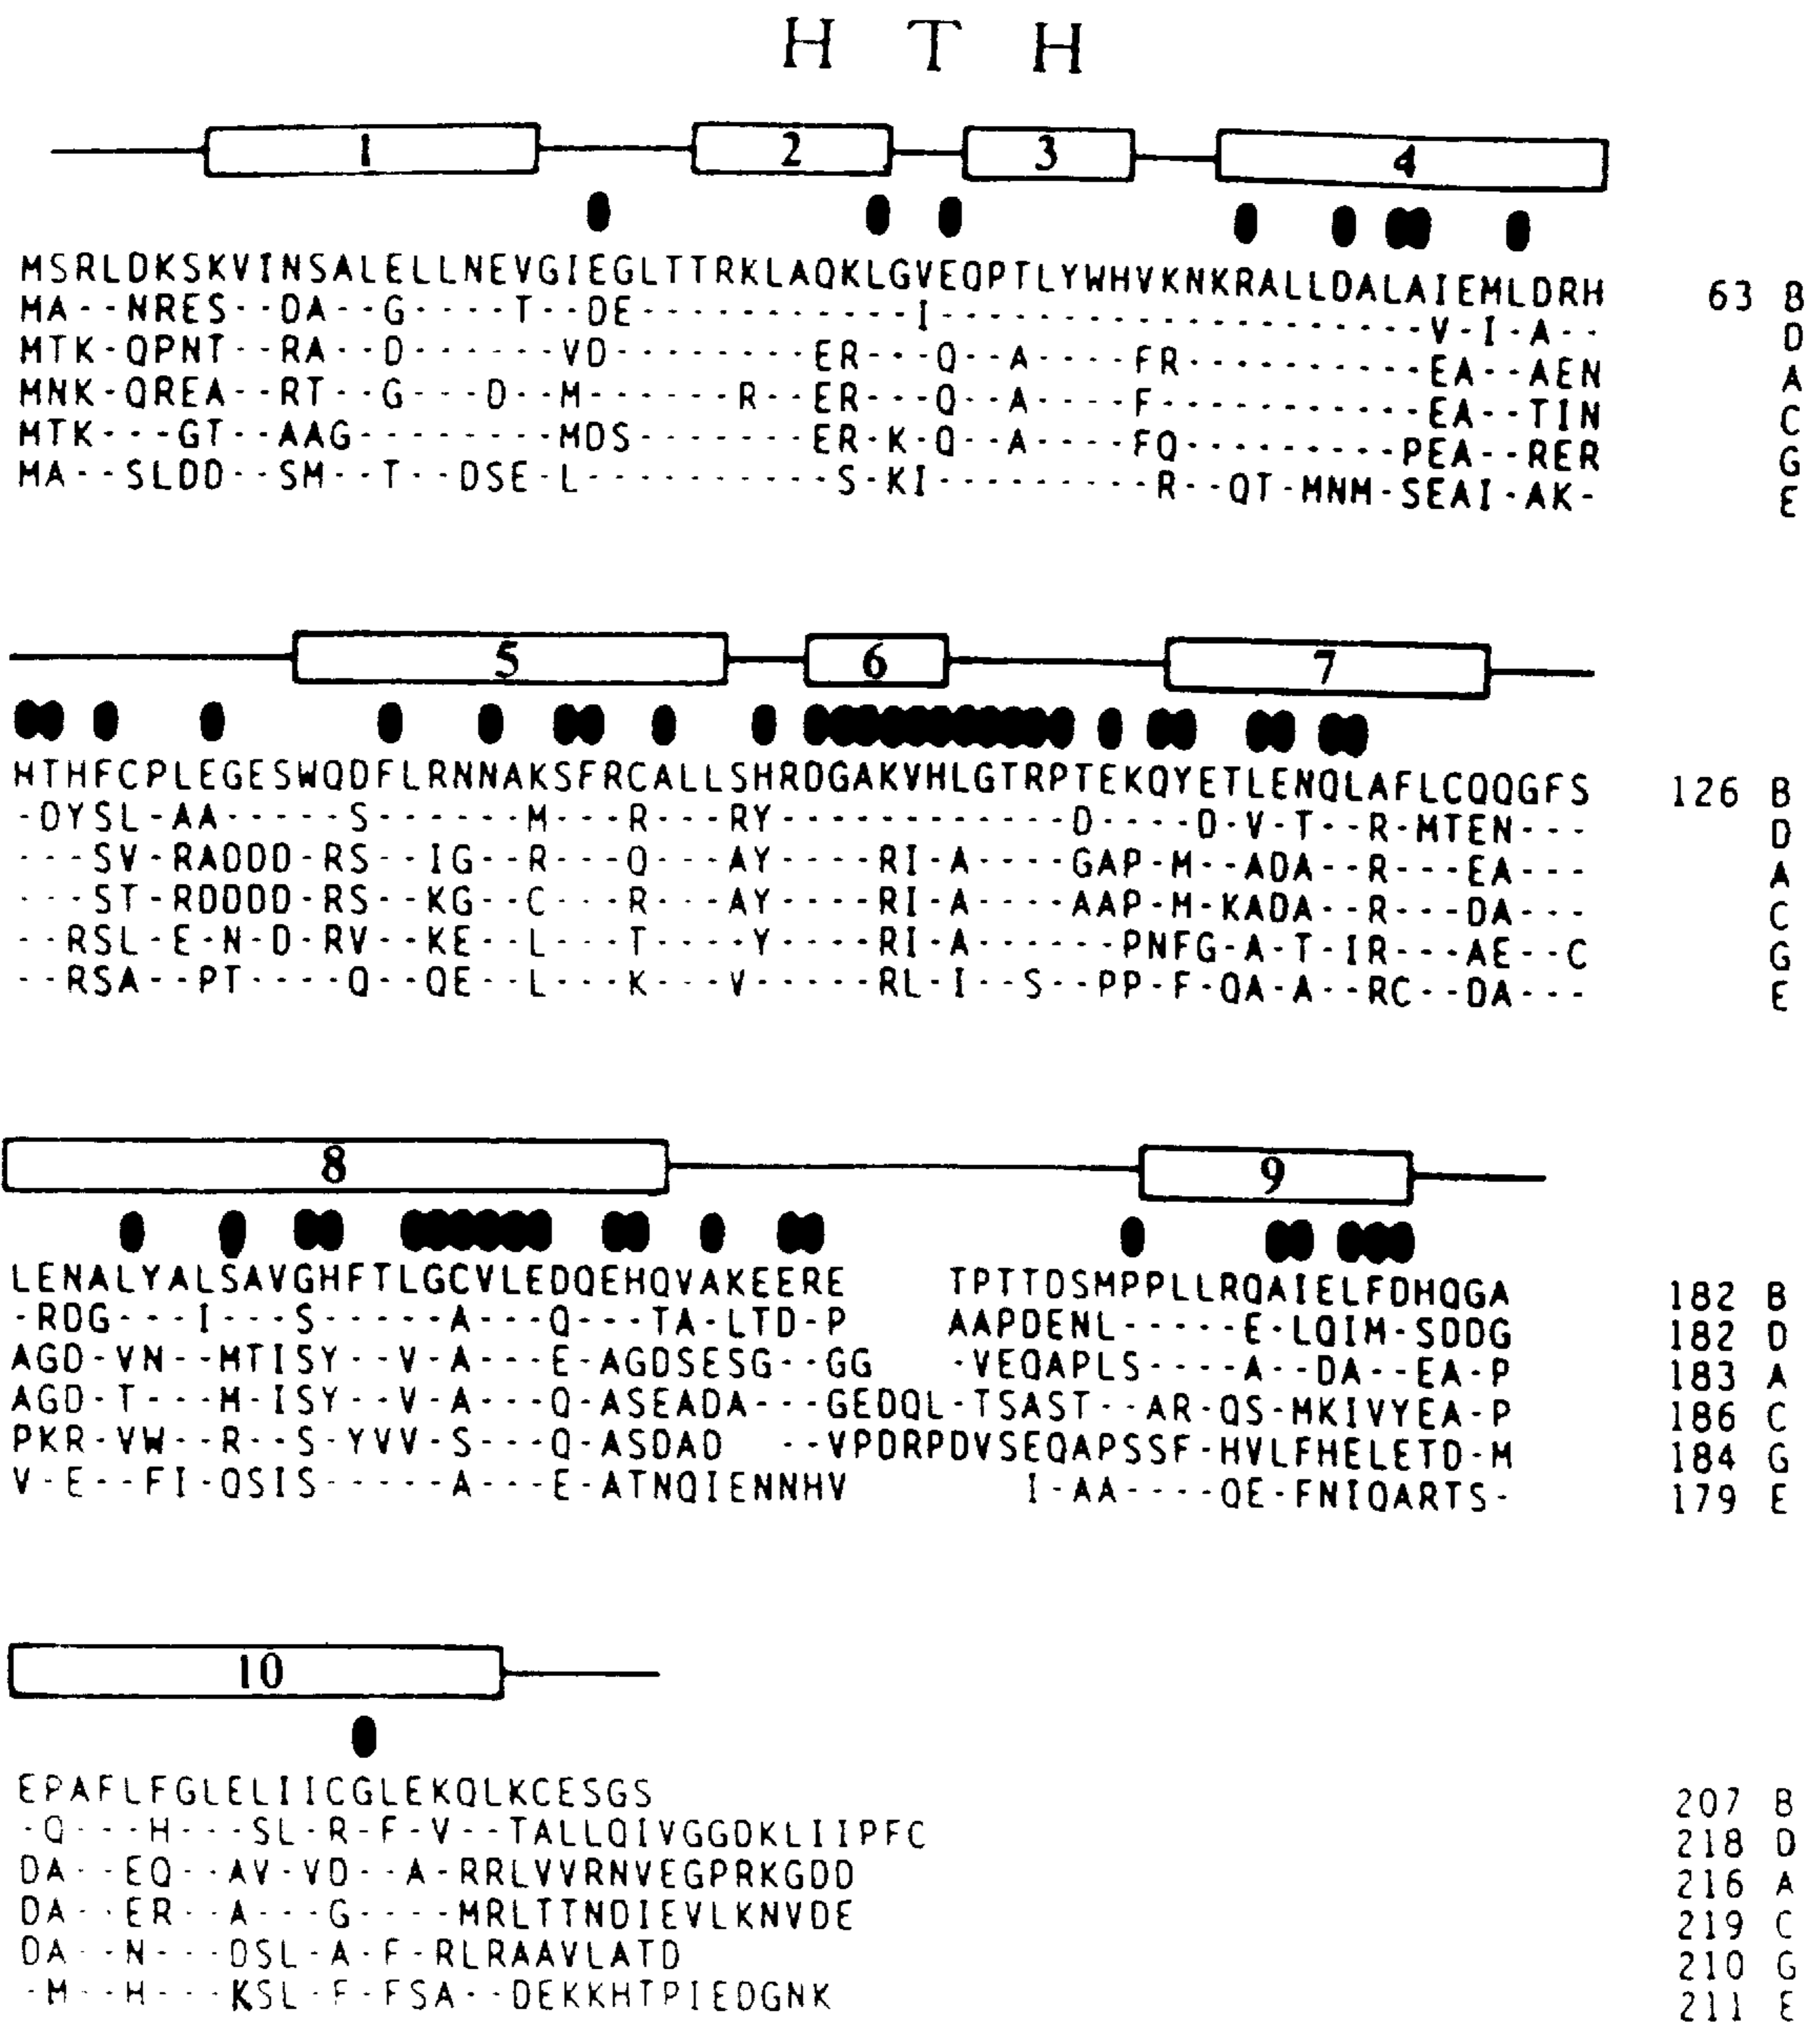 H T H
1 2 3 4
MSRLDKSKVINSALELLNEVGIEGLTTRKLAQKLGVEQPTLYWHVKNKRALLDALAIEMLDRH 63 B
MA--NRES--DA--G----T--DE-----------I--------------------V-I-A-- D
MTK-QPNT--RA--D------VD--------ER---Q--A----FR----------EA--AEN A
MNK-QREA--RT--G---D--M------R--ER---Q--A----F-----------EA--TIN C
MTK---GT--AAG--------MDS-------ER-K-Q--A----FQ---------PEA--RER G
MA--SLDD--SM--T--DSE-L----------S-KI---------R--QT-MNM-SEAI-AK- E
5 6 7
HTHFCPLEGESWQDFLRNNAKSFRCALLSHRDGAKVHLGTRPTEKQYETLENQLAFLCQQGFS 126 B
-DYSL-AA-----S------M---R---RY------------D----D-V-T--R-MTEN--- D
---SV-RADDD-RS--IG--R---Q---AY----RI-A----GAP-M--ADA--R---EA--- A
---ST-RDDDD-RS--KG--C---R---AY----RI-A----AAP-M-KADA--R---DA--- C
--RSL-E-N-D-RV--KE--L---T----Y----RI-A------PNFG-A-T-IR---AE--C G
--RSA--PT----Q--QE--L---K---V-----RL-I--S--PP-F-QA-A--RC--DA--- E
8 9
LENALYALSAVGHFTLGCVLEDQEHQVAKEERE TPTTDSMPPLLRQAIELFDHQGA 182 B
-RDG---I---S-----A---Q---TA-LTD-P AAPDENL-----E-LQIM-SDDG 182 D
AGD-VN--MTISY--V-A---E-AGDSESG--GG -VEQAPLS----A--DA--EA-P 183 A
AGD-T---M-ISY--V-A---Q-ASEADA---GEDQL-TSAST--AR-QS-MKIVYEA-P 186 C
PKR-VW--R--S-YVV-S---Q-ASDAD --VPDRPDVSEQAPSSF-HVLFHELETD-M 184 G
V-E--FI-QSIS-----A---E-ATNQIENNHV I-AA----QE-FNIQARTS- 179 E
10
EPAFLFGLELIICGLEKQLKCESGS 207 B
-Q---H---SL-R-F-V--TALLQIVGGDKLIIPFC 218 D
DA--EQ--AV-VD--A-RRLVVRNVEGPRKGDD 216 A
DA--ER--A---G----MRLTTNDIEVLKNVDE 219 C
DA--N---DSL-A-F-RLRAAVLATD 210 G
-M--H---KSL-F-FSA--DEKKHTPIEDGNK 211 E